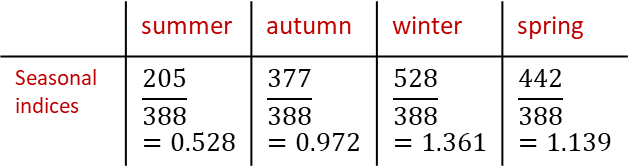 summer autumn winter spring
Seasonal indices 205/388 = 0.528 377/388 = 0.972 528/388 = 1.361 442/388 = 1.139